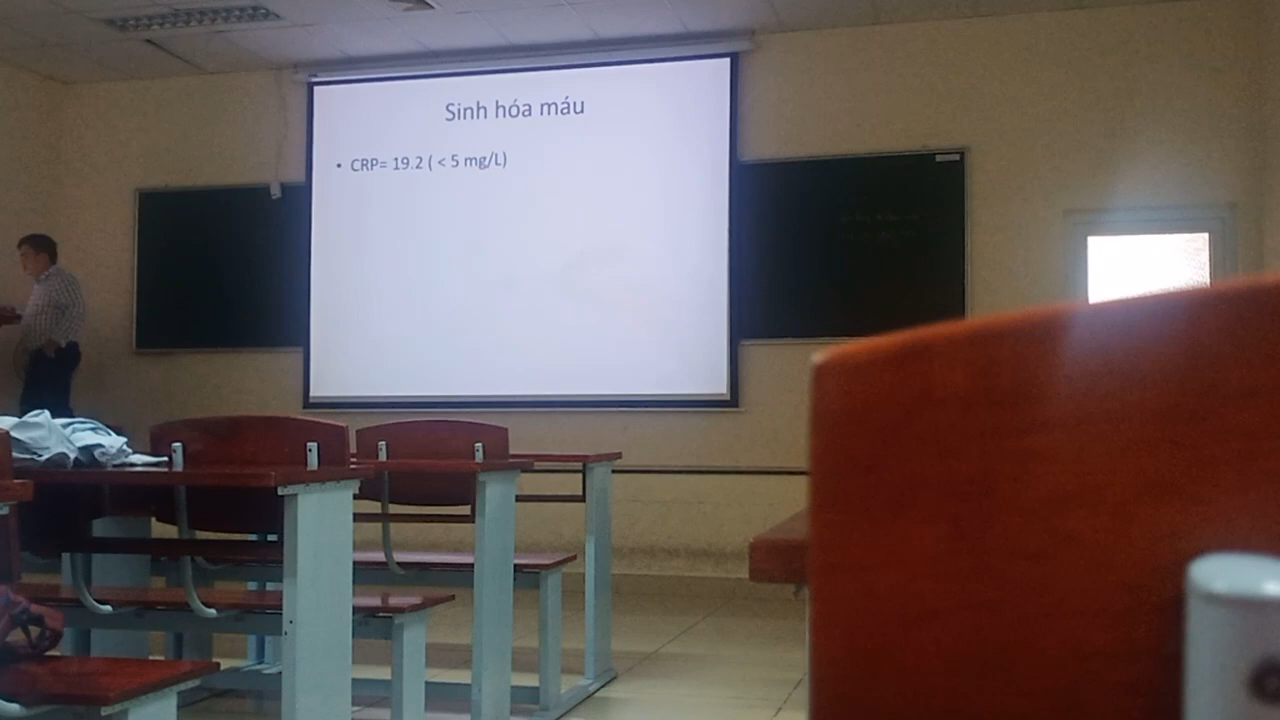 Sinh hóa máu
• CRP= 19.2 ( < 5 mg/L)